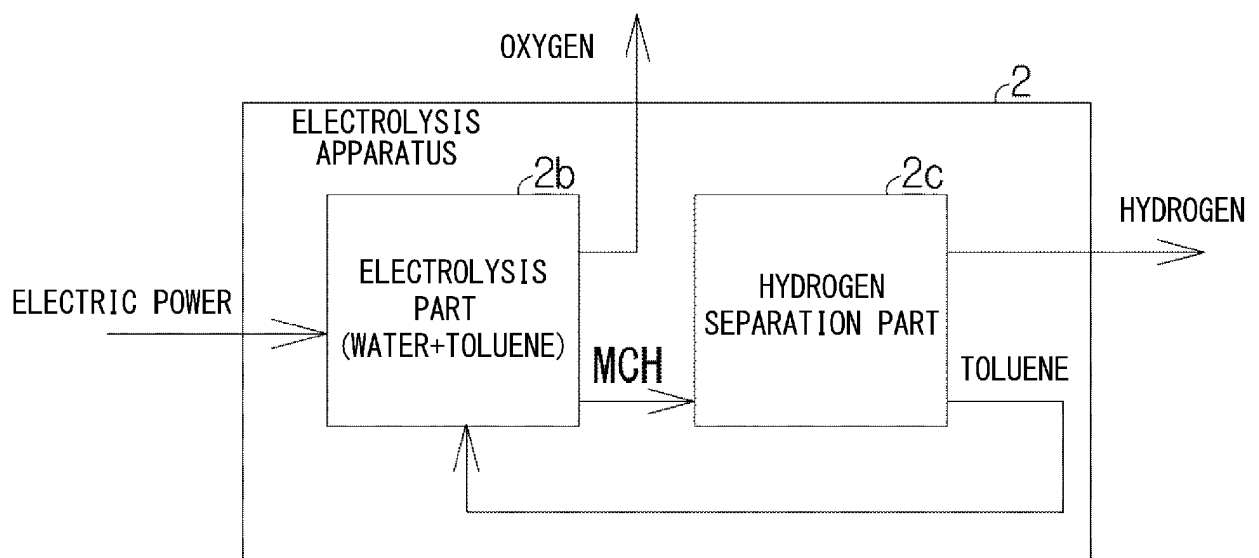 OXYGEN
2
ELECTROLYSIS
APPARATUS
2b
2c
HYDROGEN
ELECTRIC POWER
ELECTROLYSIS
PART
(WATER+TOLUENE)
HYDROGEN
SEPARATION PART
MCH
TOLUENE